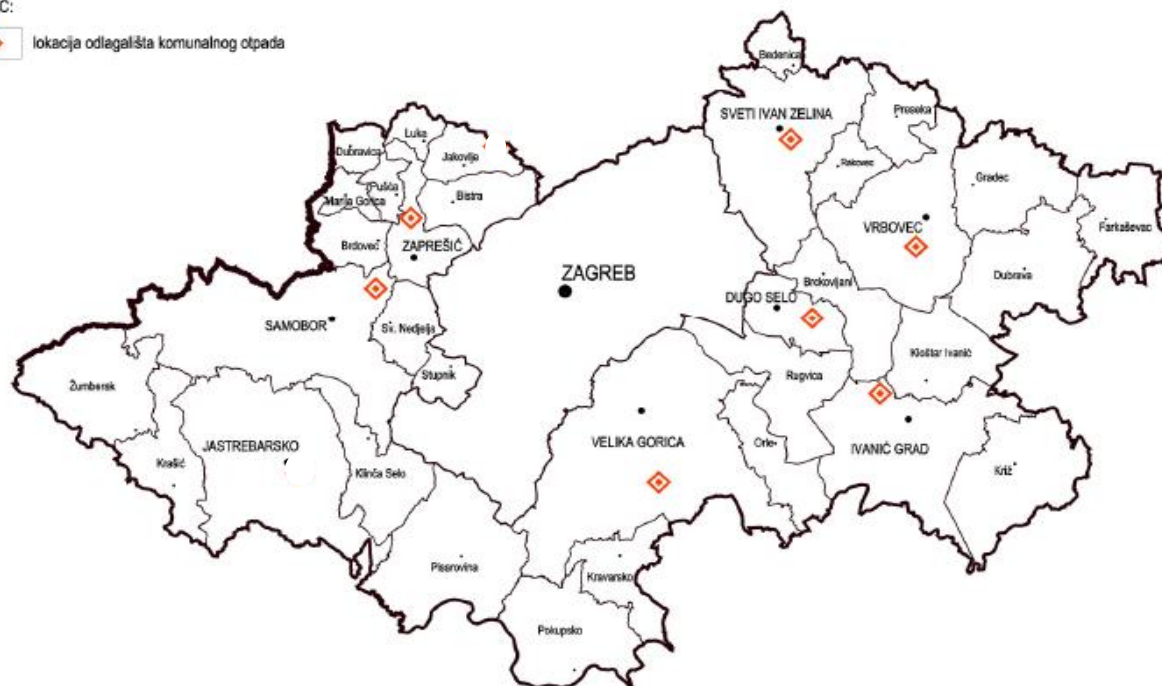 C:
lokacija odlagališta komunalnog otpada
Bedenica
SVETI IVAN ZELINA
Preseka
Luka
Dubravica
Jakovlje
Rakovec
Gradec
Pušća
Marija Gorica
Bistra
Farkaševac
VRBOVEC
Brdovec
ZAPREŠIĆ
ZAGREB
Dubrava
Brckovljani
DUGO SELO
SAMOBOR
Sv. Nedjelja
Kloštar Ivanić
Stupnik
Rugvica
Žumberak
JASTREBARSKO
VELIKA GORICA
Orle
IVANIĆ GRAD
Krašić
Klinča Selo
Križ
Pisarovina
Kravarsko
Pokupsko